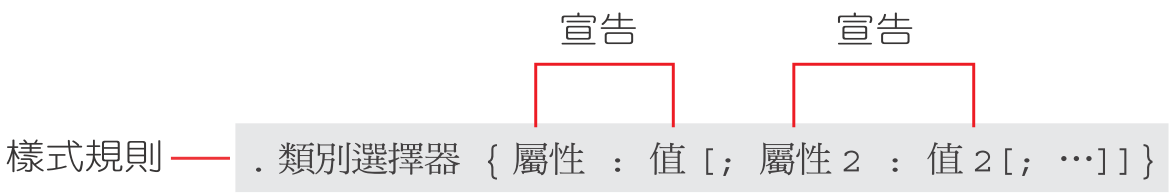 宣告 宣告
樣式規則 .類別選擇器 {屬性 : 值 [; 屬性2 : 值2[; …]]}